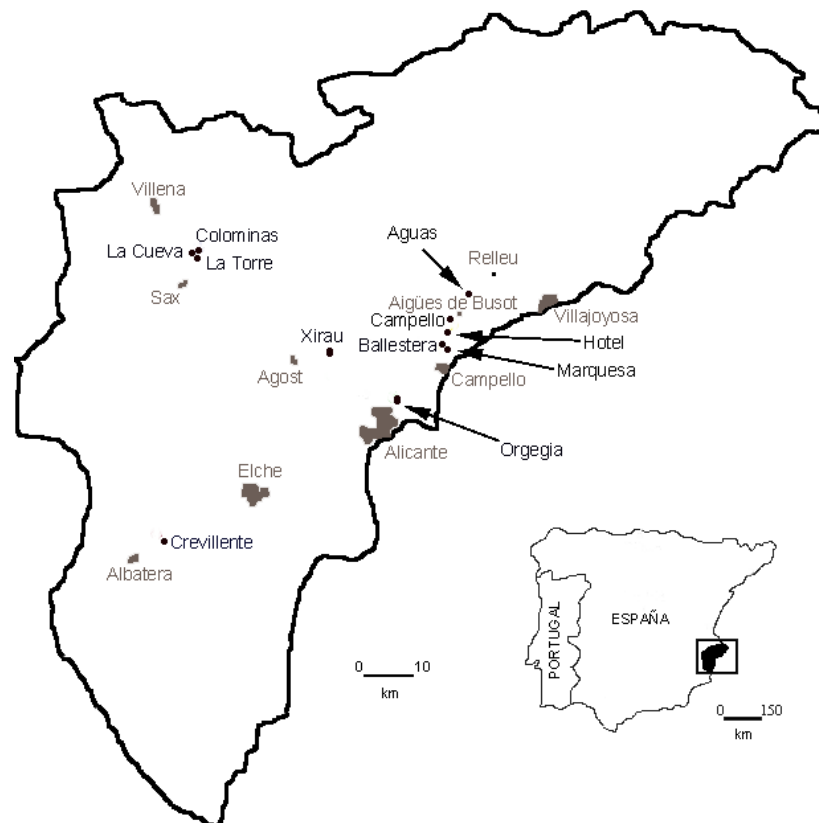 Villena
Colominas
La Cueva
La Torre
Sax
Aguas
Relleu
Aigües de Busot
Campello
Villajoyosa
Xirau
Ballestera
Hotel
Agost
Campello
Marquesa
Alicante
Orgegia
Elche
Crevillente
Albatera
0 10
km
PORTUGAL
ESPAÑA
0 150
km